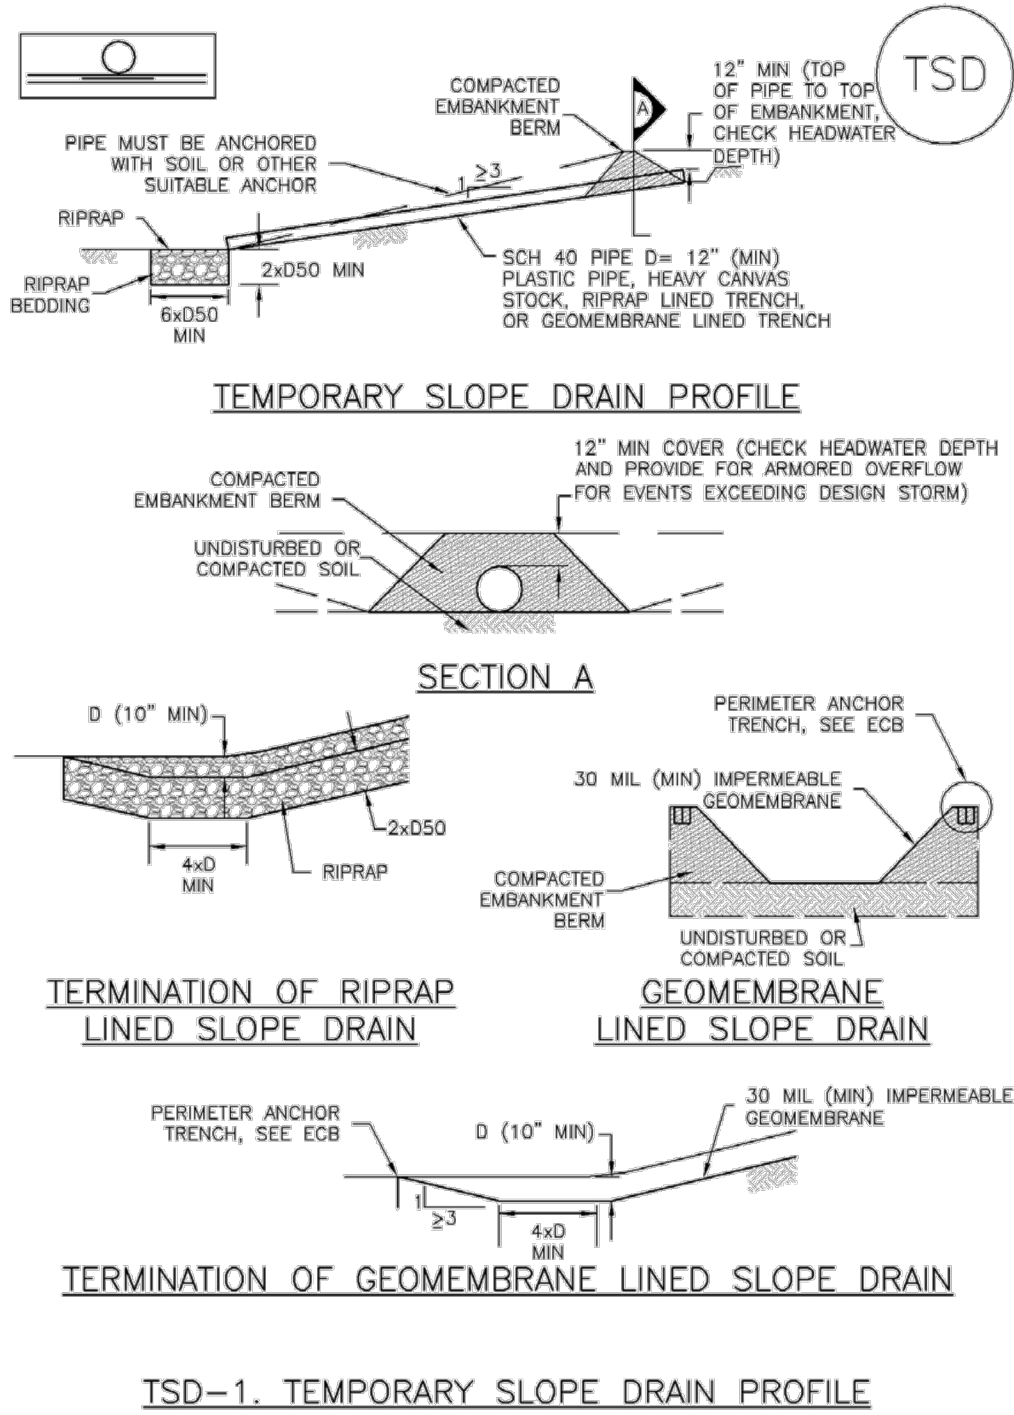 TSD
COMPACTED
EMBANKMENT
BERM
A
12" MIN (TOP
OF PIPE TO TOP
OF EMBANKMENT,
CHECK HEADWATER
DEPTH)
PIPE MUST BE ANCHORED
WITH SOIL OR OTHER
SUITABLE ANCHOR
≥3
1
RIPRAP
RIPRAP
BEDDING
2xD50 MIN
6xD50
MIN
SCH 40 PIPE D= 12" (MIN)
PLASTIC PIPE, HEAVY CANVAS
STOCK, RIPRAP LINED TRENCH,
OR GEOMEMBRANE LINED TRENCH
TEMPORARY SLOPE DRAIN PROFILE
12" MIN COVER (CHECK HEADWATER DEPTH
AND PROVIDE FOR ARMORED OVERFLOW
FOR EVENTS EXCEEDING DESIGN STORM)
COMPACTED
EMBANKMENT BERM
UNDISTURBED OR
COMPACTED SOIL
SECTION A
D (10" MIN)
2xD50
4xD
MIN
RIPRAP
TERMINATION OF RIPRAP
LINED SLOPE DRAIN
PERIMETER ANCHOR
TRENCH, SEE ECB
30 MIL (MIN) IMPERMEABLE
GEOMEMBRANE
COMPACTED
EMBANKMENT
BERM
UNDISTURBED OR
COMPACTED SOIL
GEOMEMBRANE
LINED SLOPE DRAIN
PERIMETER ANCHOR
TRENCH, SEE ECB
D (10" MIN)
30 MIL (MIN) IMPERMEABLE
GEOMEMBRANE
1
≥3
4xD
MIN
TERMINATION OF GEOMEMBRANE LINED SLOPE DRAIN
TSD-1. TEMPORARY SLOPE DRAIN PROFILE